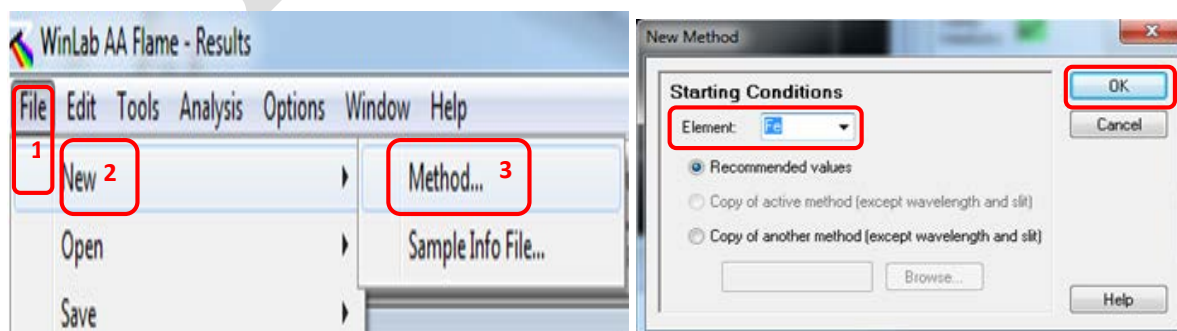 WinLab AA Flame - Results
File Edit Tools Analysis Options Window Help
1
New 2
Method... 3
Open
Sample Info File...
Save
New Method
Starting Conditions
Element: Fe
Recommended values
Copy of active method (except wavelength and slit)
Copy of another method (except wavelength and slit)
Browse...
OK
Cancel
Help